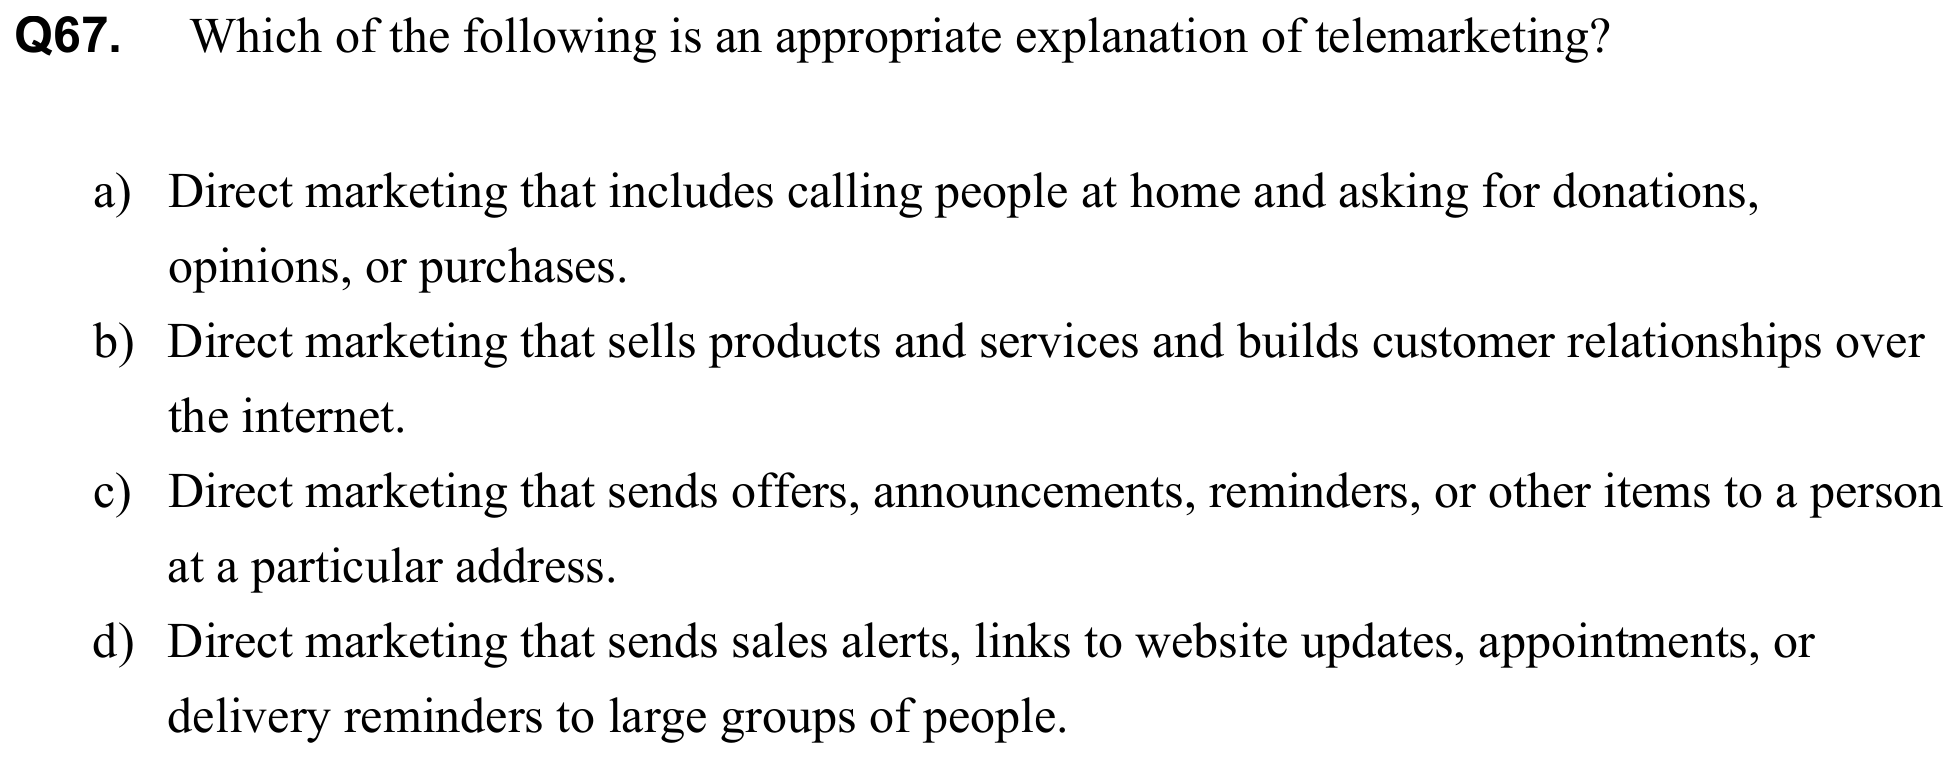 Q67. Which of the following is an appropriate explanation of telemarketing?
a) Direct marketing that includes calling people at home and asking for donations,
opinions, or purchases.
b) Direct marketing that sells products and services and builds customer relationships over
the internet.
c) Direct marketing that sends offers, announcements, reminders, or other items to a person
at a particular address.
d) Direct marketing that sends sales alerts, links to website updates, appointments, or
delivery reminders to large groups of people.